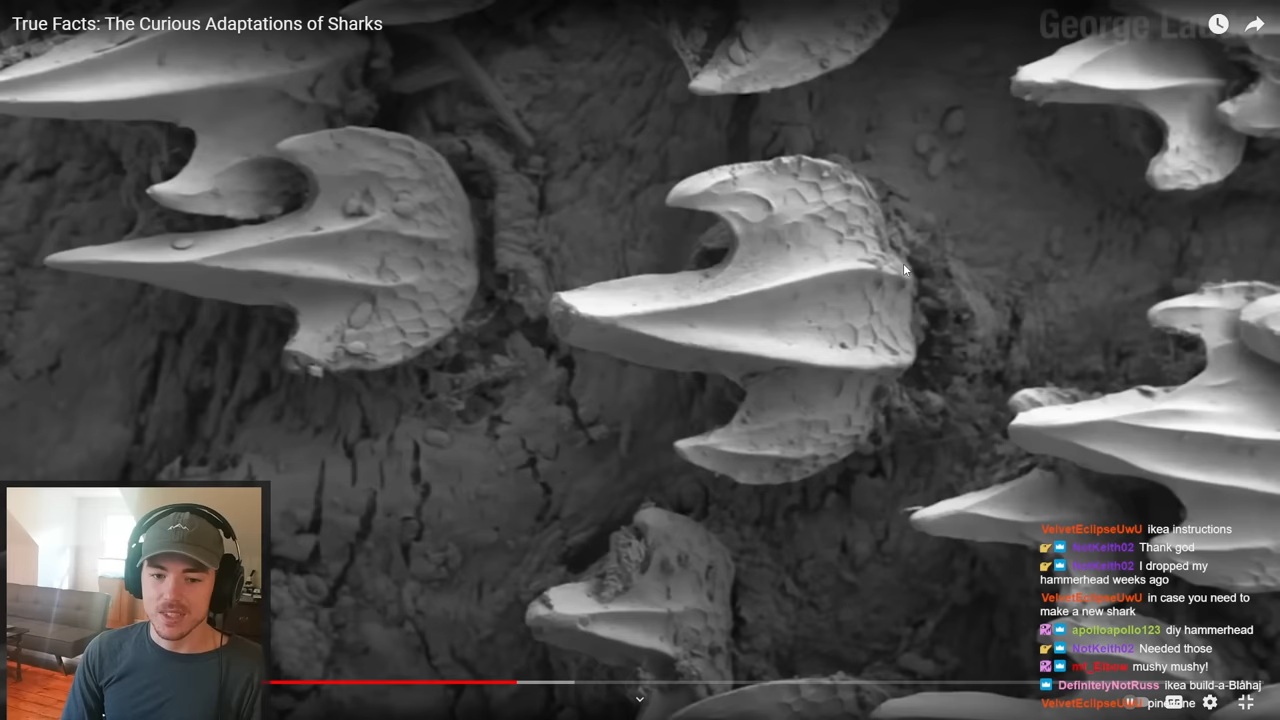 True Facts: The Curious Adaptations of Sharks
VelvetEclipseUwU ikea instructions
NotKeith02 Thank god
NotKeith02 I dropped my
hammerhead weeks ago
VelvetEclipseUwU in case you need to
make a new shark
apolloapollo123 diy hammerhead
NotKeith02 Needed those
mushy mushy!
DefinitelyNotRuss ikea build-a-Blåhaj
VelvetEclipseUwU
George